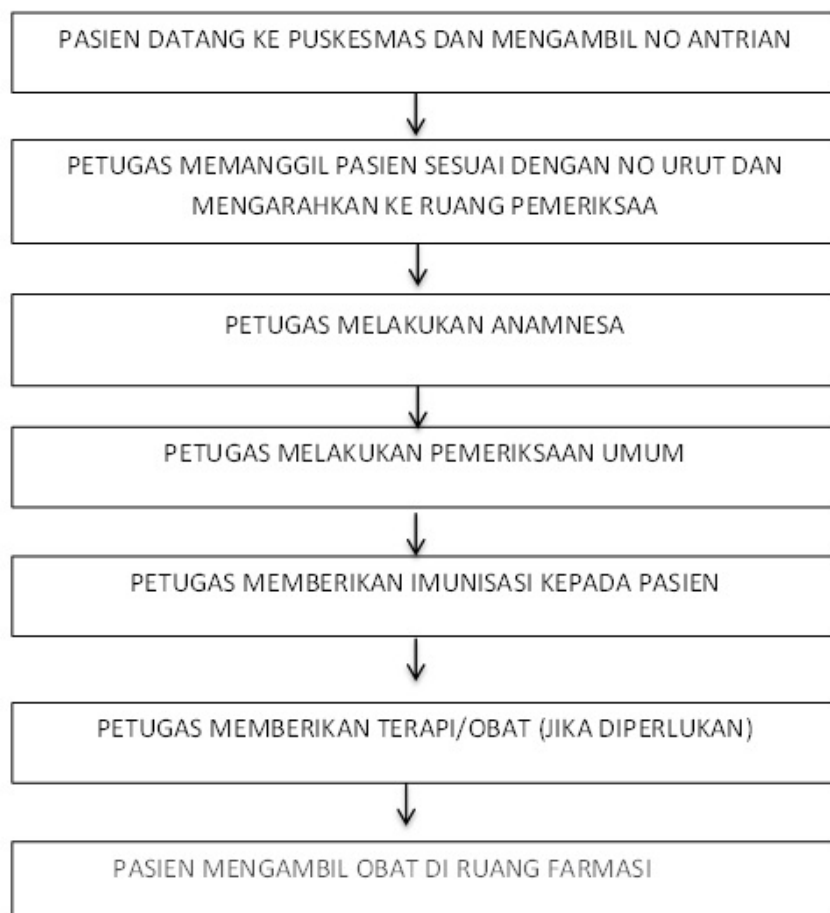 PASIEN DATANG KE PUSKESMAS DAN MENGAMBIL NO ANTRIAN
PETUGAS MEMANGGIL PASIEN SESUAI DENGAN NO URUT DAN
MENGARAHKAN KE RUANG PEMERIKSAA
PETUGAS MELAKUKAN ANAMNESA
PETUGAS MELAKUKAN PEMERIKSAAN UMUM
PETUGAS MEMBERIKAN IMUNISASI KEPADA PASIEN
PETUGAS MEMBERIKAN TERAPI/OBAT (JIKA DIPERLUKAN)
PASIEN MENGAMBIL OBAT DI RUANG FARMASI